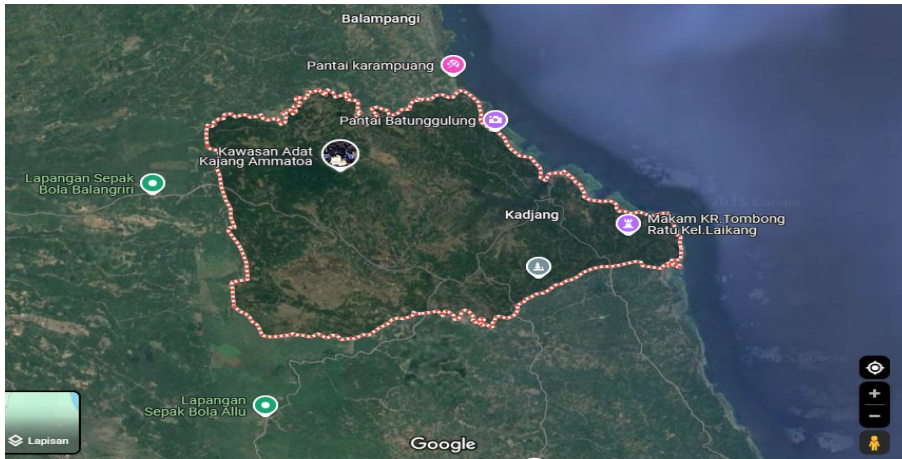 Balampangi
Pantai karampuang
Pantai Batunggulung
Kawasan Adat
Kajang Ammatoa
Lapangan Sepak
Bola Balangriri
Kadjang
Makam KR.Tombong
Ratu Kel.Laikang
Lapangan
Sepak Bola Allu
Lapisan
Google